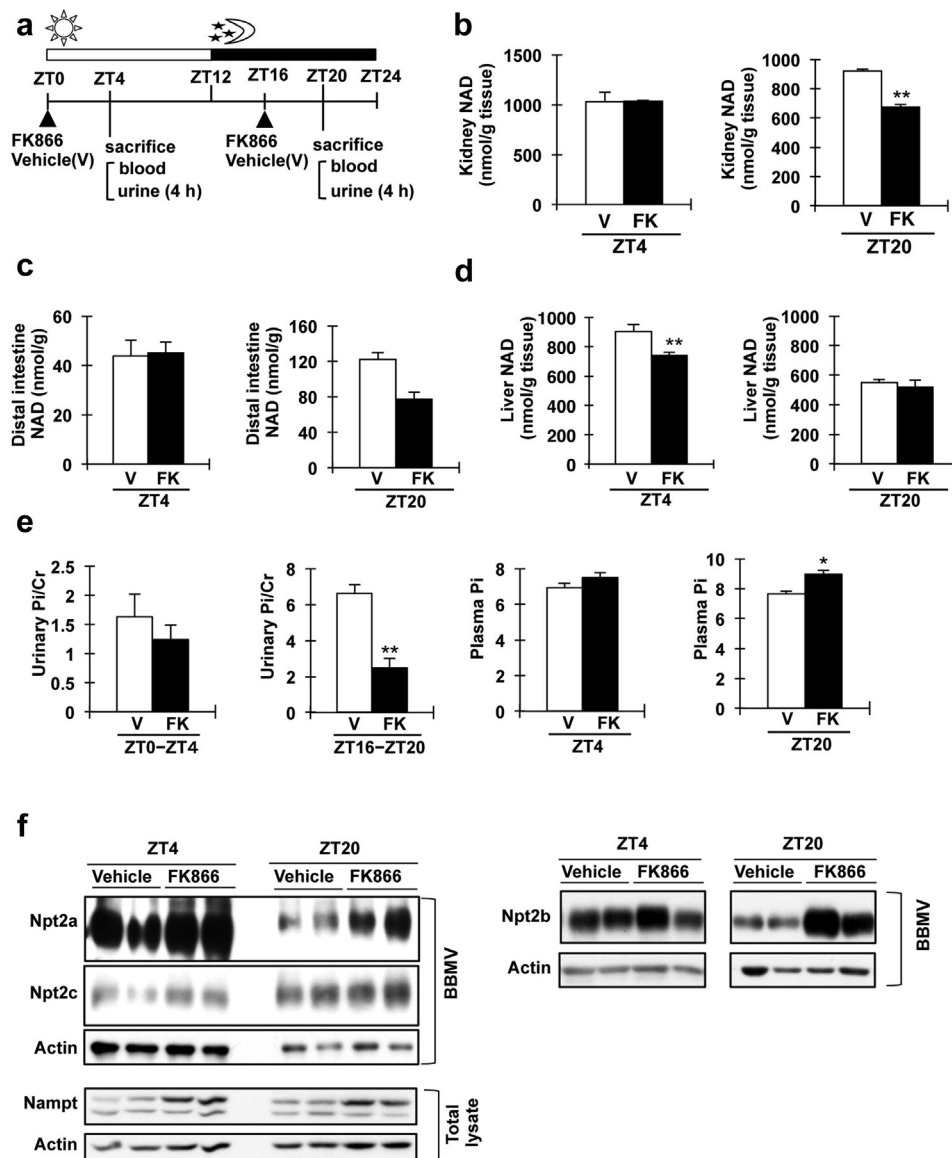 a
ZT0 ZT4 ZT12 ZT16 ZT20 ZT24
FK866
Vehicle(V)
sacrifice
blood
urine (4 h)
FK866
Vehicle(V)
sacrifice
blood
urine (4 h)
b
Kidney NAD
(nmol/g tissue)
1500
1000
500
0
V FK
ZT4
Kidney NAD
(nmol/g tissue)
1000
800
600
400
200
0
**
V FK
ZT20
c
Distal intestine
NAD (nmol/g)
60
40
20
0
V FK
ZT4
Distal intestine
NAD (nmol/g)
160
120
80
40
0
V FK
ZT20
d
Liver NAD
(nmol/g tissue)
1000
800
600
400
200
0
**
V FK
ZT4
Liver NAD
(nmol/g tissue)
1000
800
600
400
200
0
V FK
ZT20
e
Urinary Pi/Cr
2.5
2
1.5
1
0.5
0
V FK
ZT0–ZT4
Urinary Pi/Cr
8
6
4
2
0
**
V FK
ZT16–ZT20
Plasma Pi
8
6
4
2
0
V FK
ZT4
Plasma Pi
10
8
6
4
2
0
*
V FK
ZT20
f
ZT4 ZT20
Vehicle FK866 Vehicle FK866
Npt2a
Npt2c
Actin
BBMV
Nampt
Actin
Total
lysate
ZT4 ZT20
Vehicle FK866 Vehicle FK866
Npt2b
Actin
BBMV